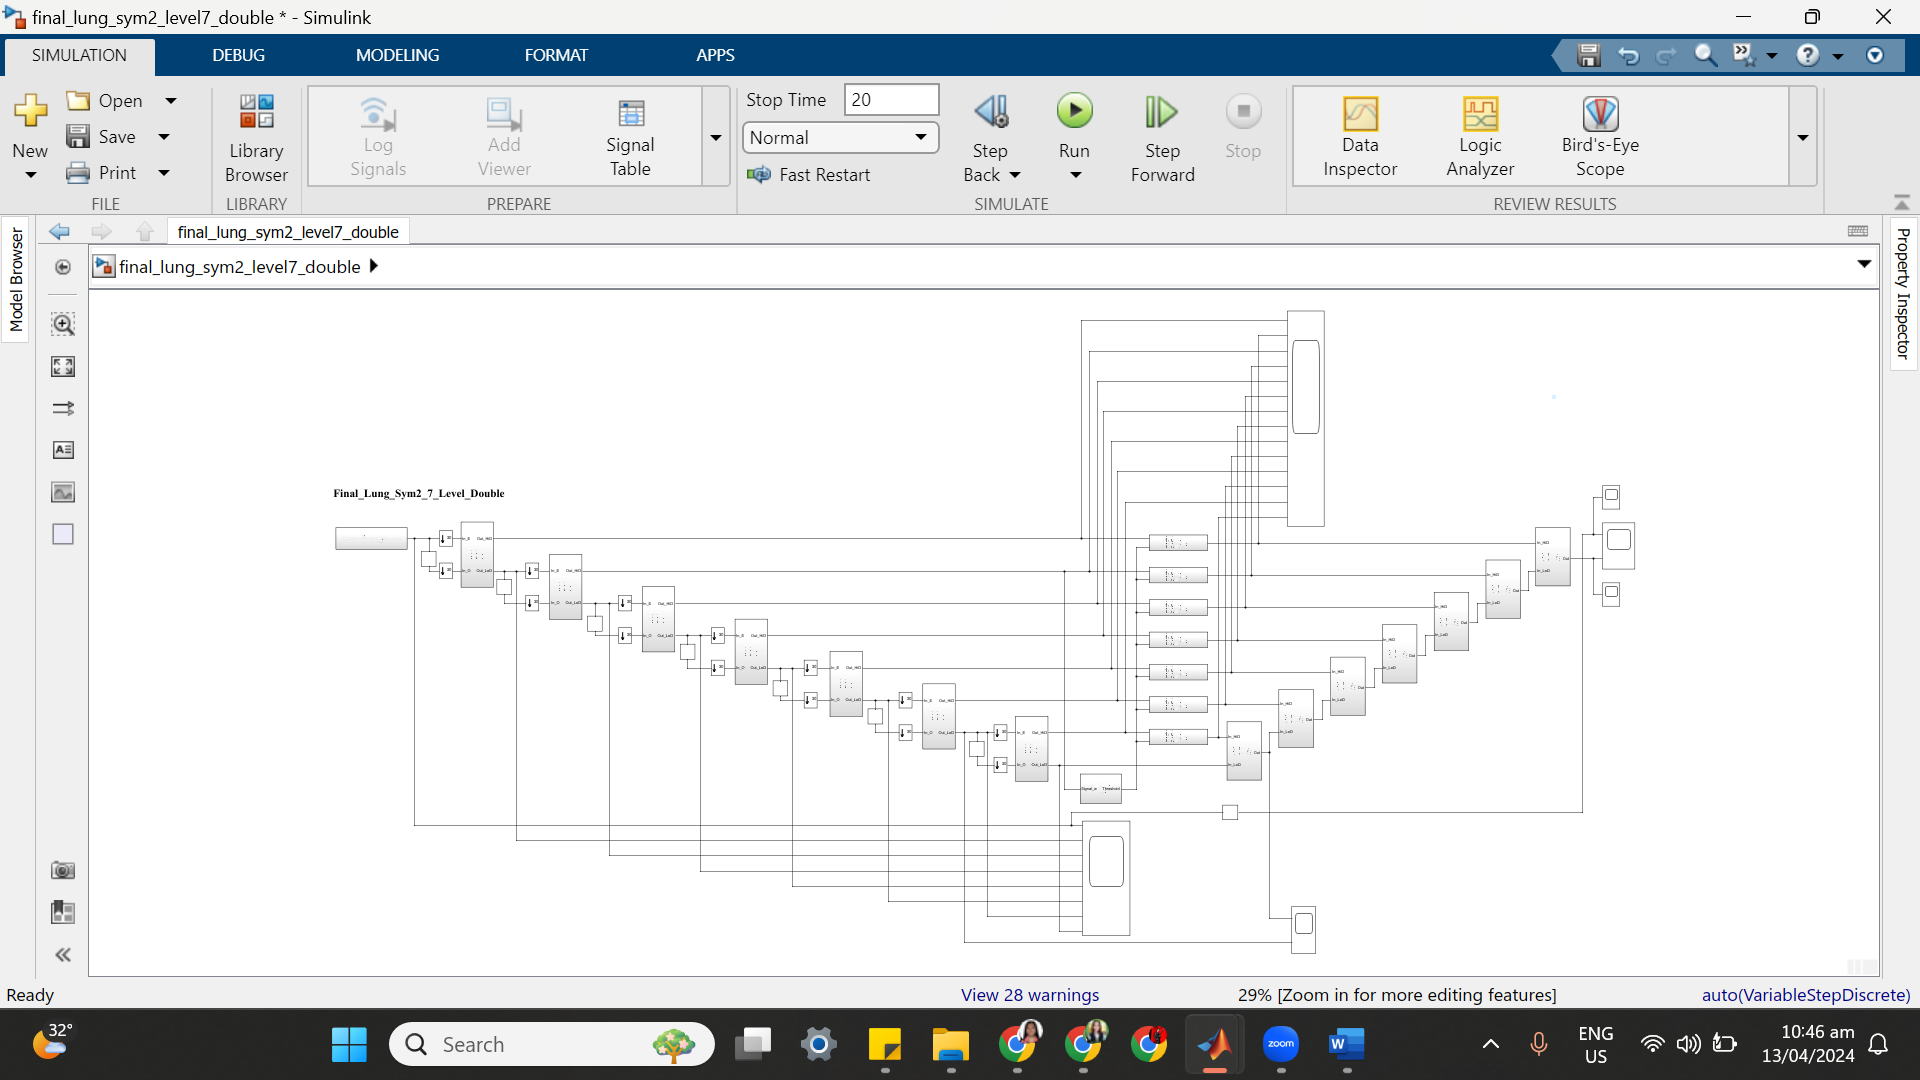 final_lung_sym2_level7_double * - Simulink
SIMULATION
DEBUG
MODELING
FORMAT
APPS
New
Open
Save
Print
FILE
Library
Browser
LIBRARY
Log
Signals
Add
Viewer
Signal
Table
PREPARE
Stop Time
20
Normal
Fast Restart
Step
Back
Run
Step
Forward
Stop
SIMULATE
Data
Inspector
Logic
Analyzer
Bird's-Eye
Scope
REVIEW RESULTS
Model Browser
final_lung_sym2_level7_double
final_lung_sym2_level7_double
Property Inspector
Final_Lung_Sym2_7_Level_Double
Ready
View 28 warnings
29% [Zoom in for more editing features]
auto(VariableStepDiscrete)
32°
Search
zoom
ENG
US
10:46 am
13/04/2024